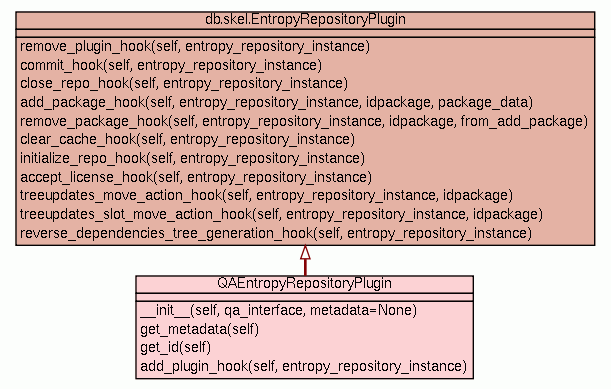 db.skel.EntropyRepositoryPlugin
remove_plugin_hook(self, entropy_repository_instance)
commit_hook(self, entropy_repository_instance)
close_repo_hook(self, entropy_repository_instance)
add_package_hook(self, entropy_repository_instance, idpackage, package_data)
remove_package_hook(self, entropy_repository_instance, idpackage, from_add_package)
clear_cache_hook(self, entropy_repository_instance)
initialize_repo_hook(self, entropy_repository_instance)
accept_license_hook(self, entropy_repository_instance)
treeupdates_move_action_hook(self, entropy_repository_instance, idpackage)
treeupdates_slot_move_action_hook(self, entropy_repository_instance, idpackage)
reverse_dependencies_tree_generation_hook(self, entropy_repository_instance)
QAEntropyRepositoryPlugin
__init__(self, qa_interface, metadata=None)
get_metadata(self)
get_id(self)
add_plugin_hook(self, entropy_repository_instance)